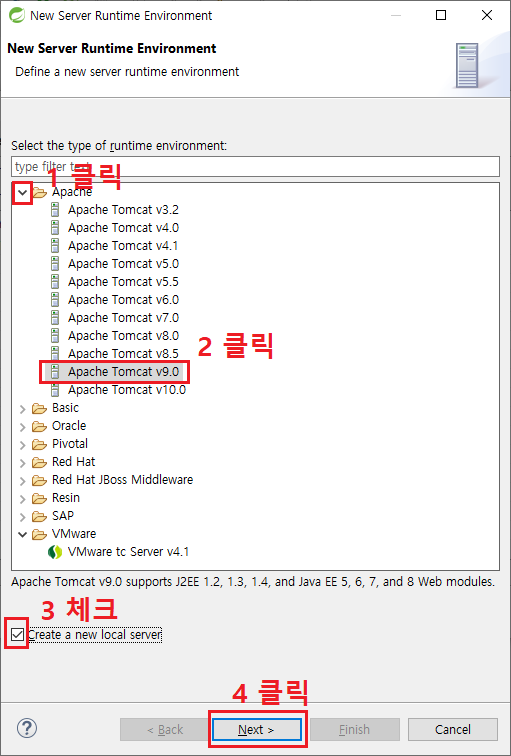 New Server Runtime Environment
New Server Runtime Environment
Define a new server runtime environment
Select the type of runtime environment:
type filter text
1 클릭
Apache
Apache Tomcat v3.2
Apache Tomcat v4.0
Apache Tomcat v4.1
Apache Tomcat v5.0
Apache Tomcat v5.5
Apache Tomcat v6.0
Apache Tomcat v7.0
Apache Tomcat v8.0
Apache Tomcat v8.5
2 클릭
Apache Tomcat v9.0
Apache Tomcat v10.0
Basic
Oracle
Pivotal
Red Hat
Red Hat JBoss Middleware
Resin
SAP
VMware
VMware tc Server v4.1
Apache Tomcat v9.0 supports J2EE 1.2, 1.3, 1.4, and Java EE 5, 6, 7, and 8 Web modules.
3 체크
Create a new local server
4 클릭
? < Back Next > Finish Cancel